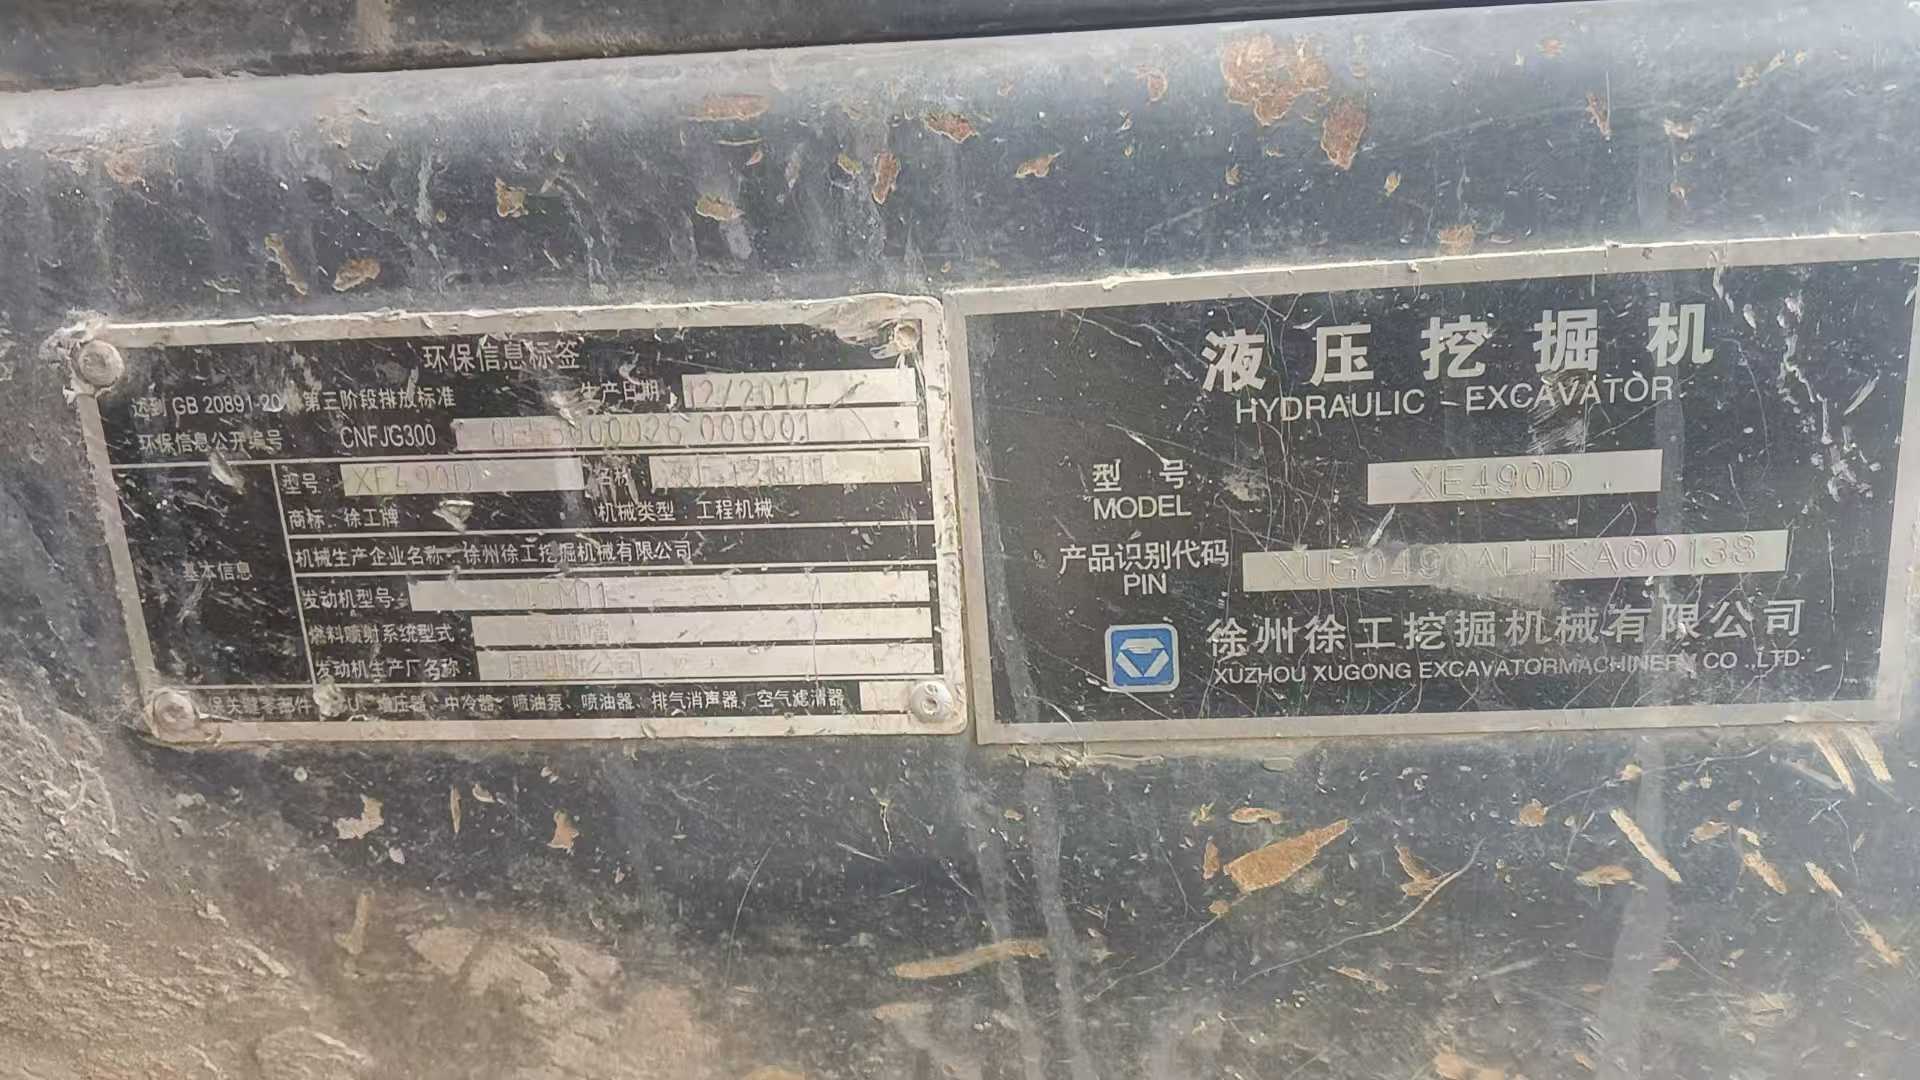 环保信息标签
达到 GB 20891-20 第三阶段排放标准 生产日期: 12/2017
环保信息公开编号 CNFJG300 000026 000001
基本信息
型号: XE490D 名称: 液压挖掘机
商标: 徐工牌 机械类型: 工程机械
机械生产企业名称: 徐州徐工挖掘机械有限公司
发动机型号: M11
燃料喷射系统型式:
发动机生产厂名称:
增压器、中冷器、喷油泵、喷油器、排气消声器、空气滤清器
液压挖掘机
HYDRAULIC EXCAVATOR
型号 XE490D
MODEL
产品识别代码 XUG0490ALHKA00138
PIN
徐州徐工挖掘机械有限公司
XUZHOU XUGONG EXCAVATORMACHINERY CO .,LTD.